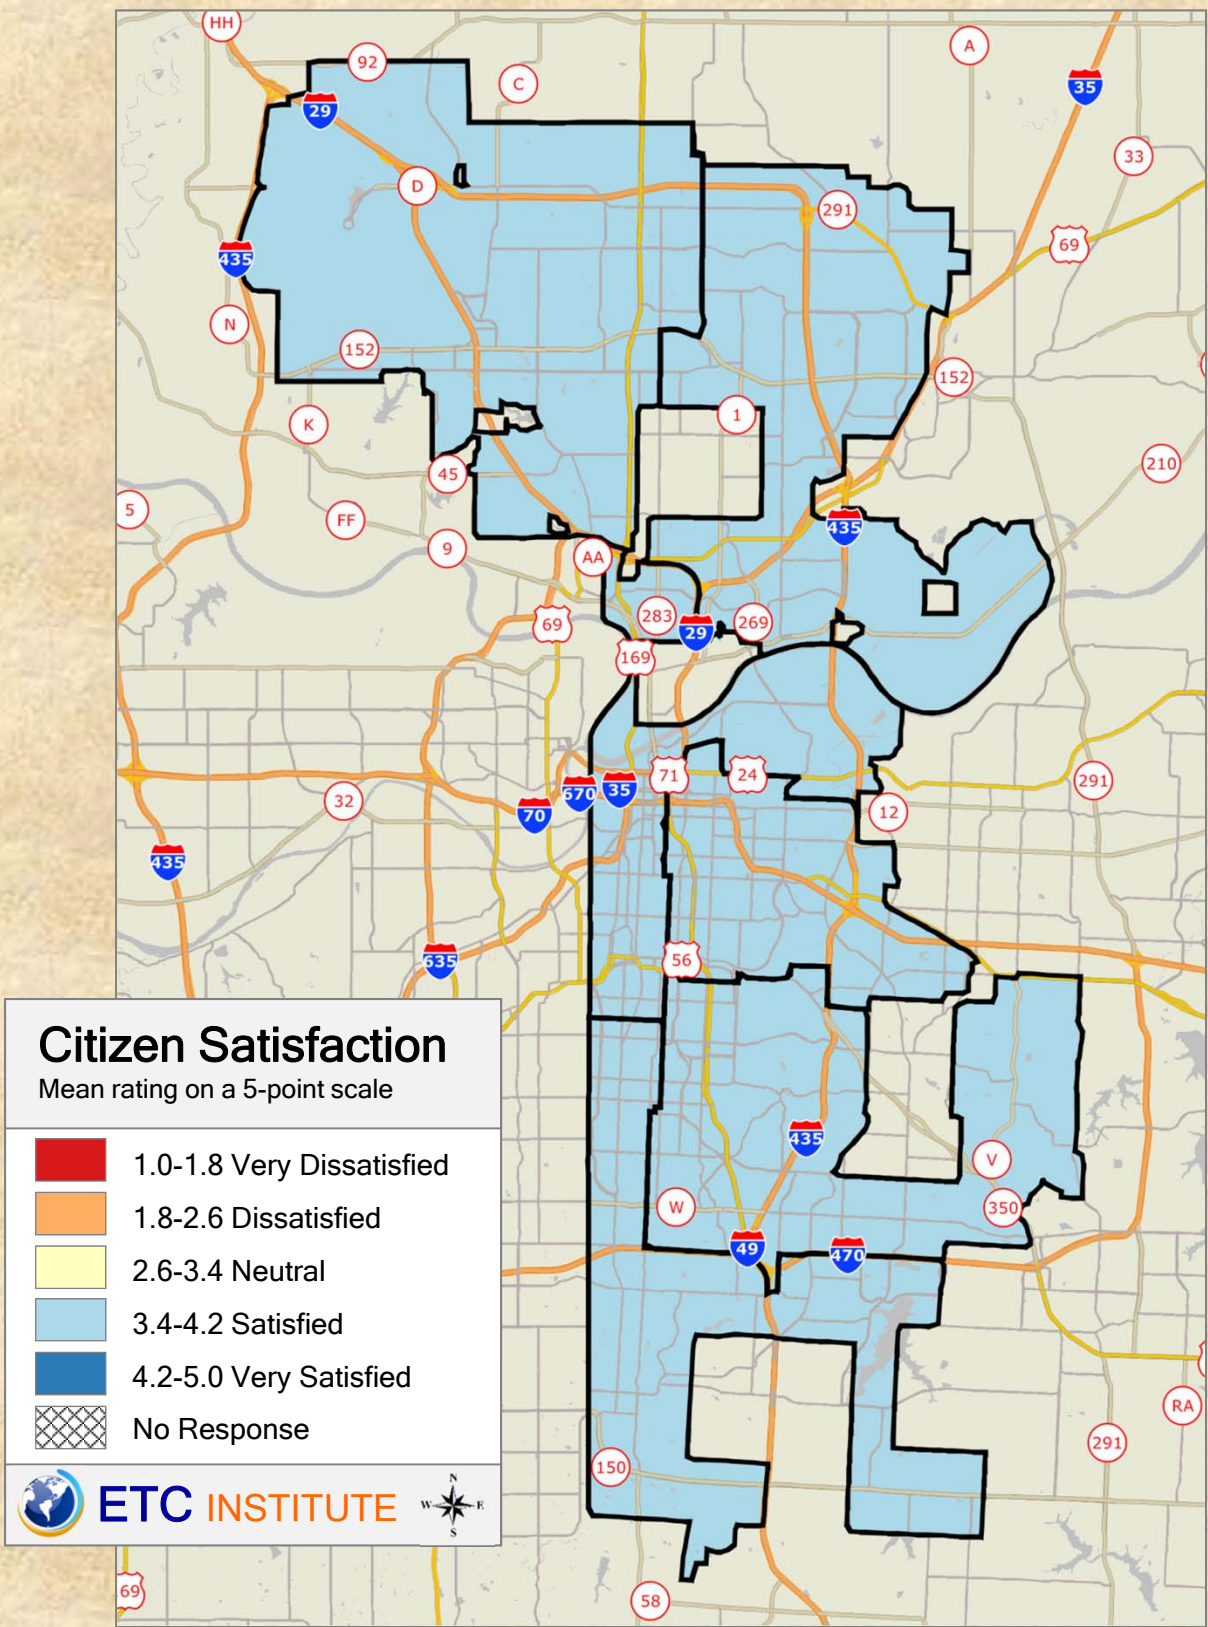 HH
92
A
C
35
29
33
D
291
69
435
N
152
152
1
K
210
45
5
FF
435
9
AA
283
69
29
269
169
71
24
291
670
35
32
12
70
435
56
635
Citizen Satisfaction
Mean rating on a 5-point scale
435
1.0-1.8 Very Dissatisfied
V
1.8-2.6 Dissatisfied
W
350
49
470
2.6-3.4 Neutral
3.4-4.2 Satisfied
4.2-5.0 Very Satisfied
RA
No Response
291
150
N
ETC INSTITUTE
W
E
S
69
58